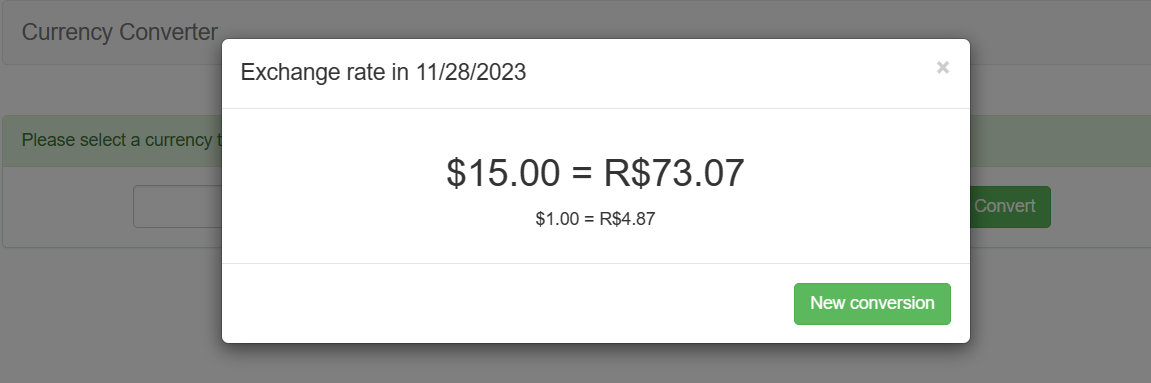 Currency Converter
Exchange rate in 11/28/2023
×
Please select a currency t
$15.00 = R$73.07
$1.00 = R$4.87
Convert
New conversion